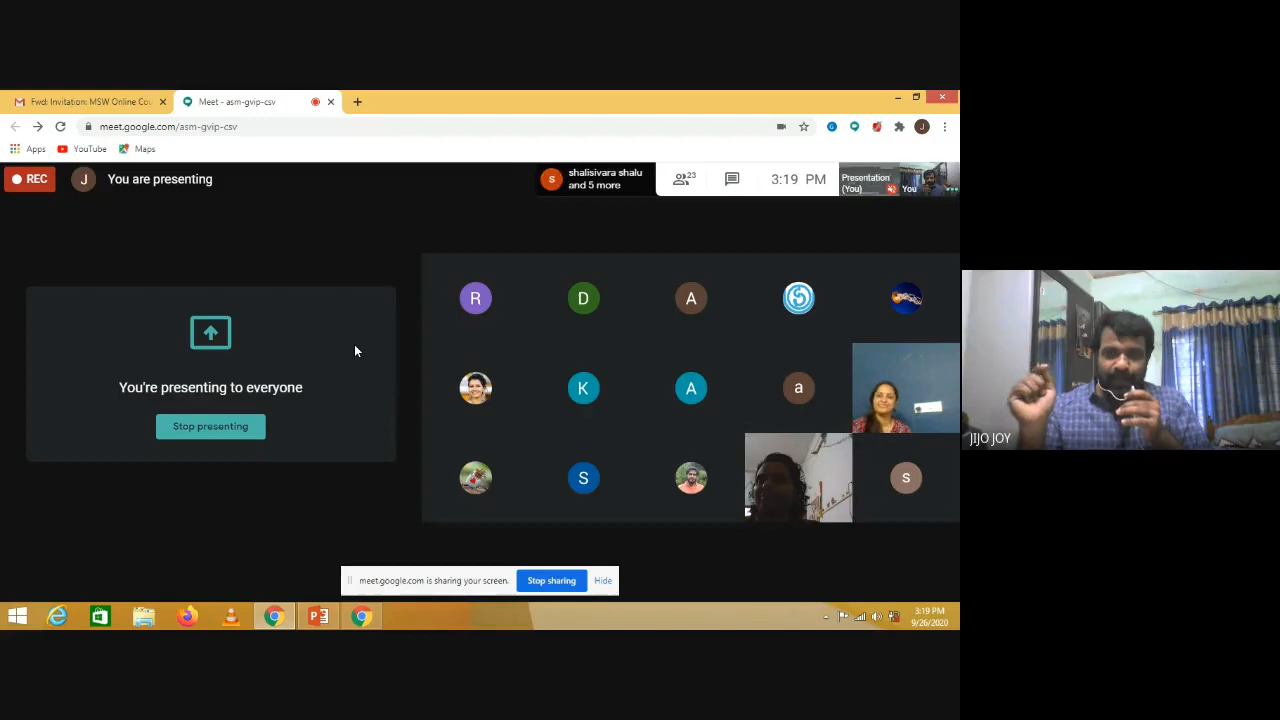 Fwd: Invitation: MSW Online Cou
Meet - asm-gvip-csv
meet.google.com/asm-gvip-csv
J
Apps
YouTube
Maps
REC
J
You are presenting
s
shalisivara shalu
and 5 more
23
3:19 PM
Presentation
(You)
You
R
D
A
K
A
a
S
s
You're presenting to everyone
Stop presenting
JIJO JOY
meet.google.com is sharing your screen.
Stop sharing
Hide
3:19 PM
9/26/2020